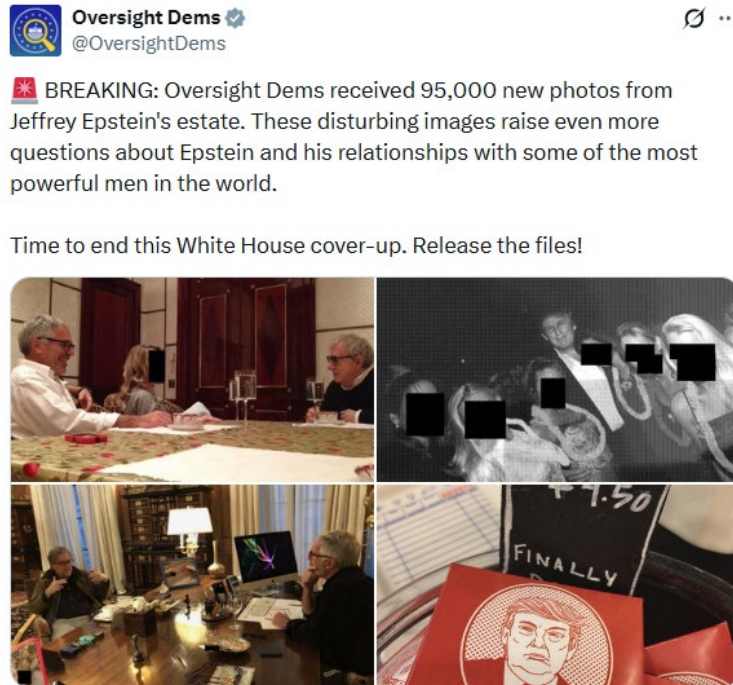 Oversight Dems
@OversightDems
🚨 BREAKING: Oversight Dems received 95,000 new photos from
Jeffrey Epstein's estate. These disturbing images raise even more
questions about Epstein and his relationships with some of the most
powerful men in the world.
Time to end this White House cover-up. Release the files!
4.50
FINALLY